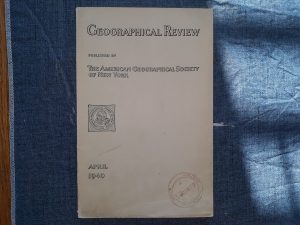 GEOGRAPHICAL REVIEW
PUBLISHED BY
THE AMERICAN GEOGRAPHICAL SOCIETY
OF NEW YORK
APRIL
1940